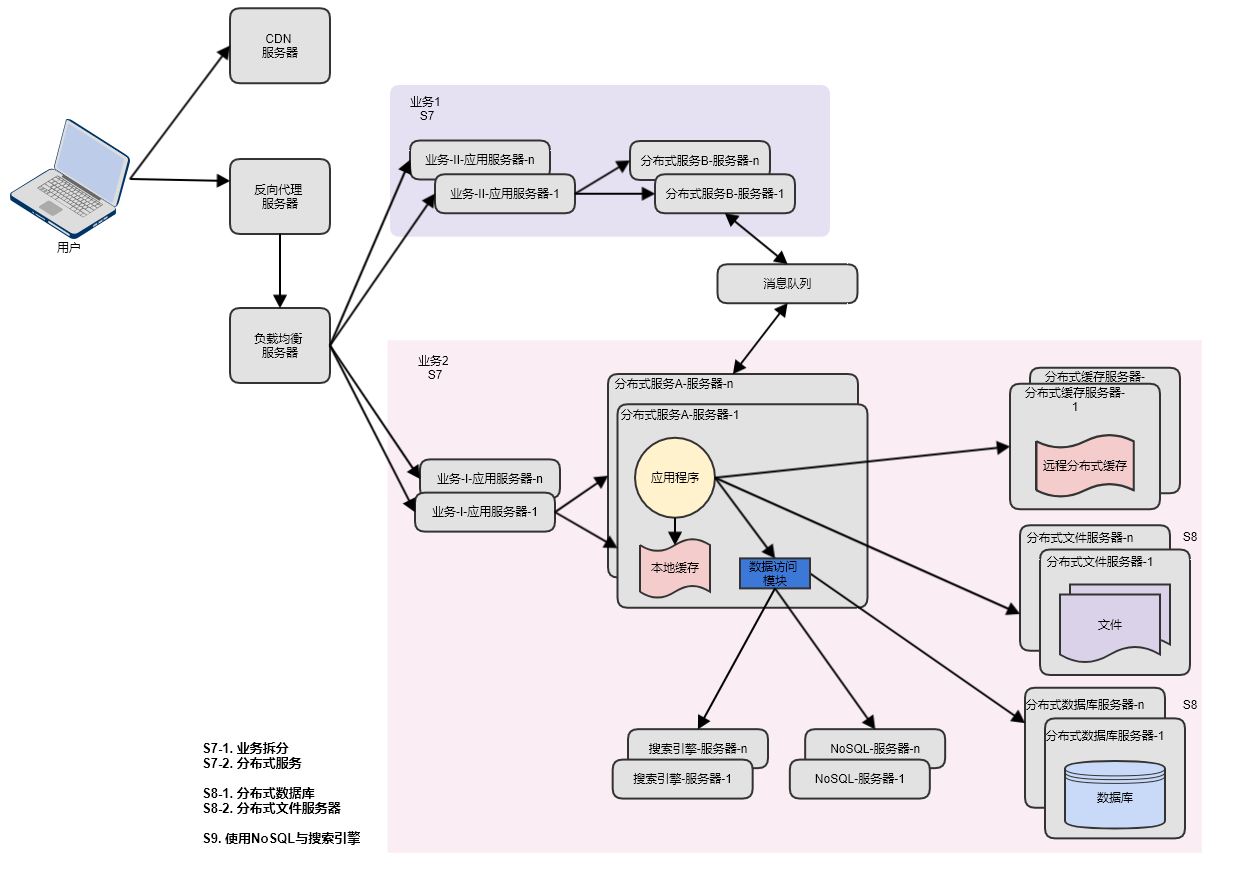 CDN
服务器
用户
反向代理
服务器
负载均衡
服务器
业务1
S7
业务-II-应用服务器-n
业务-II-应用服务器-1
分布式服务B-服务器-n
分布式服务B-服务器-1
消息队列
业务2
S7
业务-I-应用服务器-n
业务-I-应用服务器-1
分布式服务A-服务器-n
分布式服务A-服务器-1
应用程序
本地缓存
数据访问
模块
分布式缓存服务器-
分布式缓存服务器-
1
远程分布式缓存
分布式文件服务器-n
S8
分布式文件服务器-1
文件
分布式数据库服务器-n
S8
分布式数据库服务器-1
数据库
搜索引擎-服务器-n
搜索引擎-服务器-1
NoSQL-服务器-n
NoSQL-服务器-1
S7-1. 业务拆分
S7-2. 分布式服务
S8-1. 分布式数据库
S8-2. 分布式文件服务器
S9. 使用NoSQL与搜索引擎